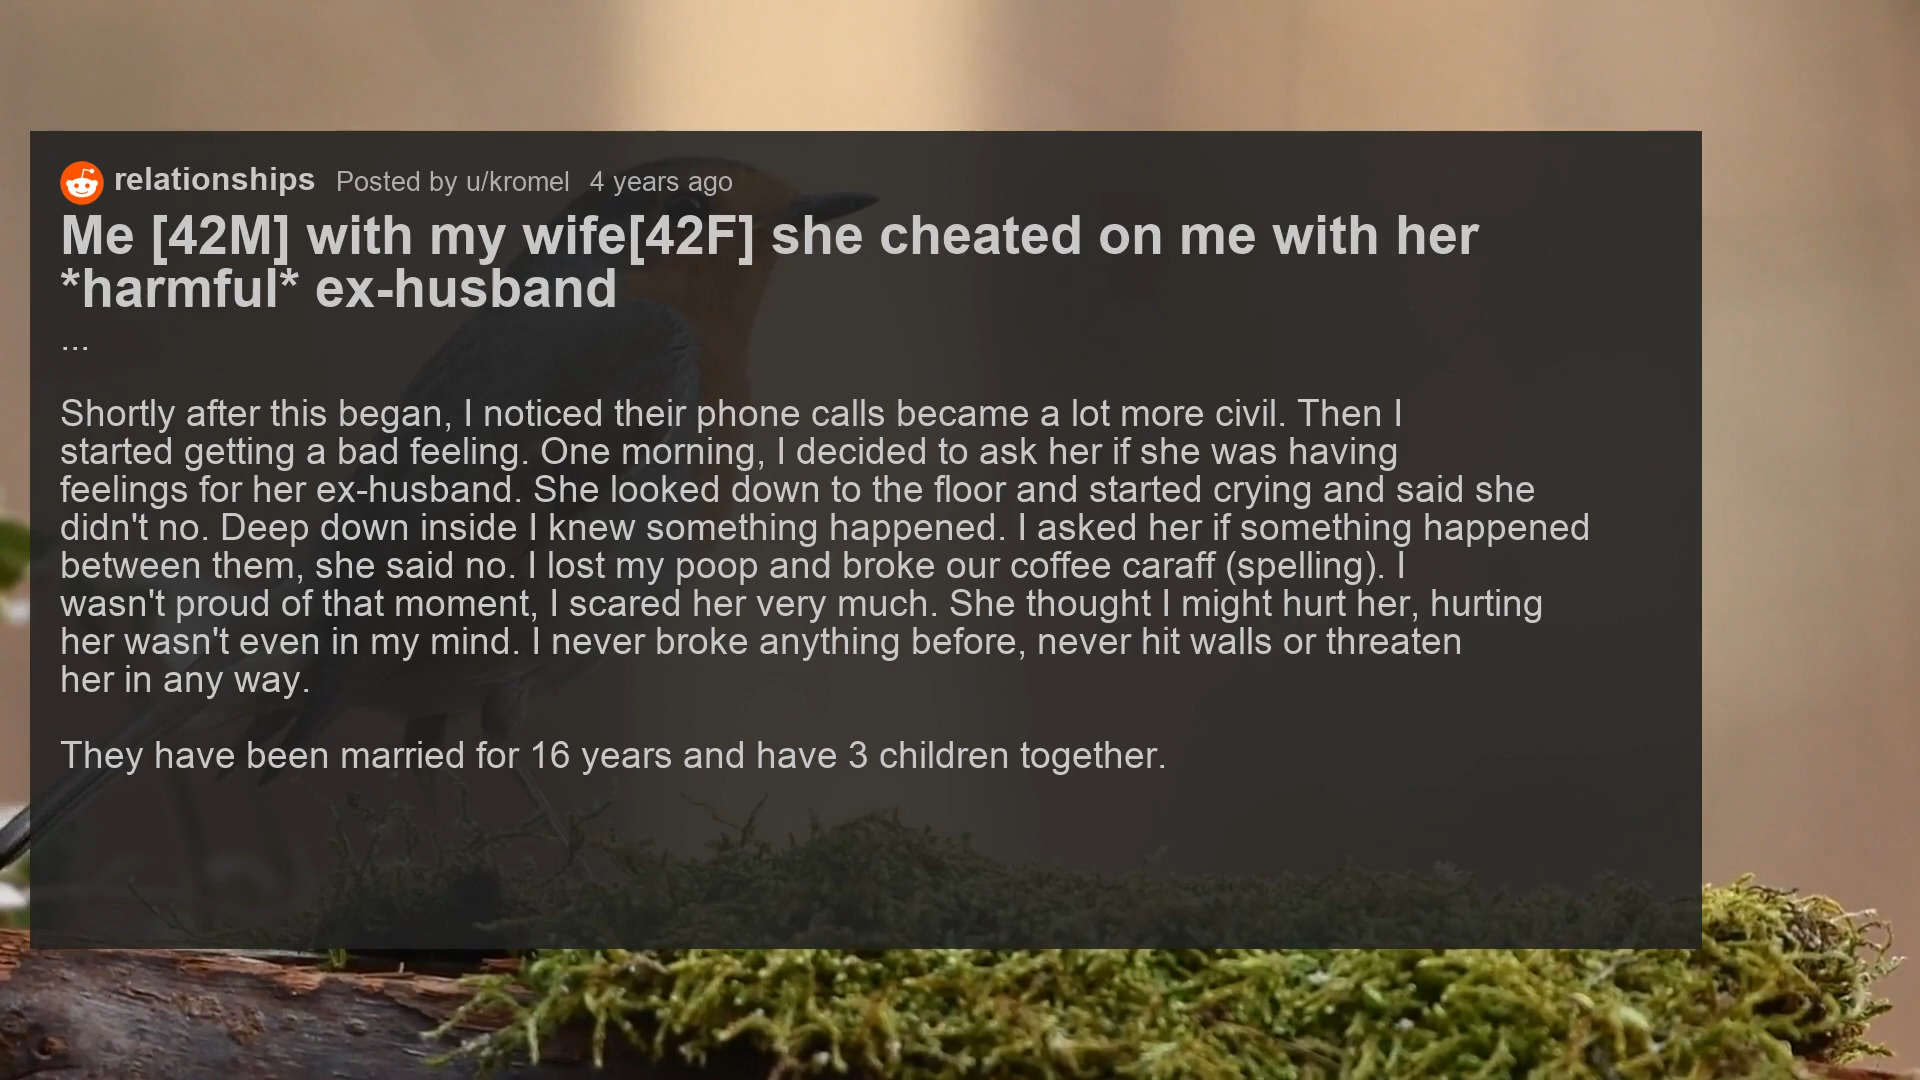 relationships Posted by u/kromel 4 years ago
Me [42M] with my wife[42F] she cheated on me with her
*harmful* ex-husband
...
Shortly after this began, I noticed their phone calls became a lot more civil. Then I
started getting a bad feeling. One morning, I decided to ask her if she was having
feelings for her ex-husband. She looked down to the floor and started crying and said she
didn't no. Deep down inside I knew something happened. I asked her if something happened
between them, she said no. I lost my poop and broke our coffee caraff (spelling). I
wasn't proud of that moment, I scared her very much. She thought I might hurt her, hurting
her wasn't even in my mind. I never broke anything before, never hit walls or threaten
her in any way.
They have been married for 16 years and have 3 children together.